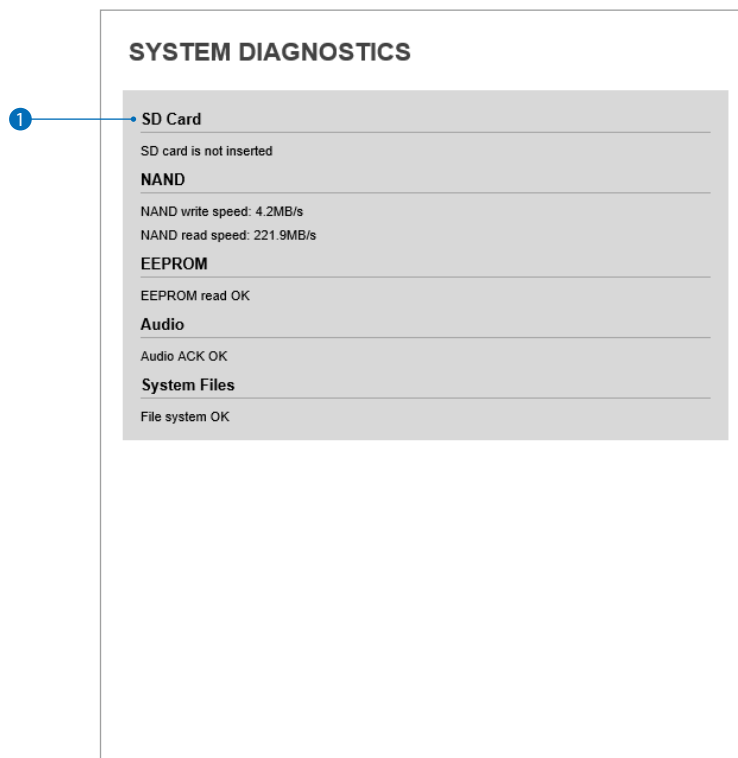 SYSTEM DIAGNOSTICS
1
SD Card
SD card is not inserted
NAND
NAND write speed: 4.2MB/s
NAND read speed: 221.9MB/s
EEPROM
EEPROM read OK
Audio
Audio ACK OK
System Files
File system OK